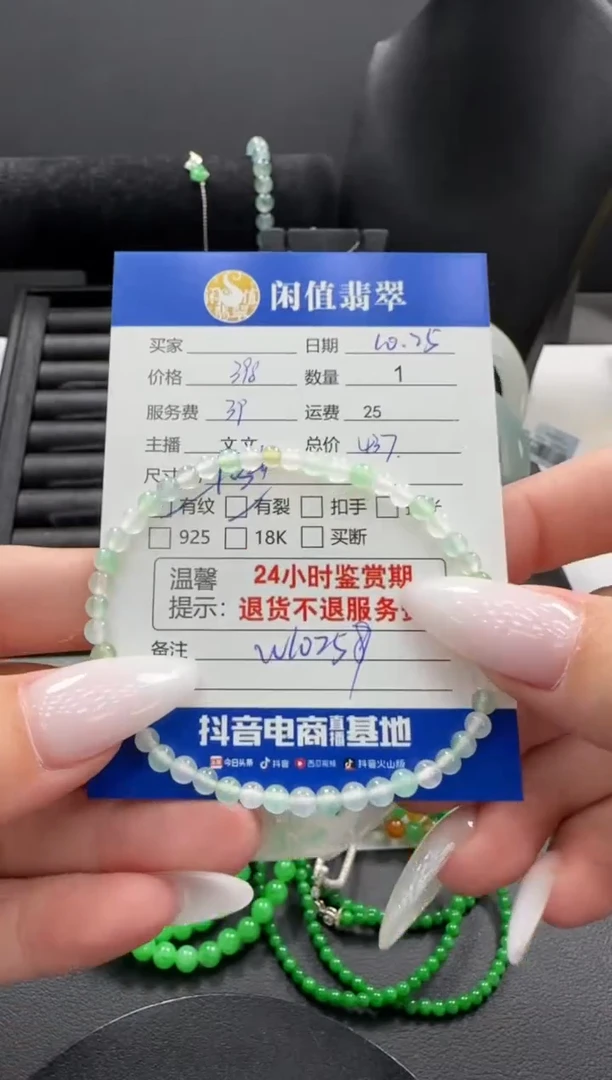 闲值翡翠
买家 日期 10.25
价格 398 数量 1
服务费 39 运费 25
主播 文文 总价 437.
尺寸
有纹 有裂 扣手
925 18K 买断
温馨 24小时鉴赏期
提示: 退货不退服务
备注
抖音电商直播基地
今日头条 抖音 西瓜视频 抖音火山版